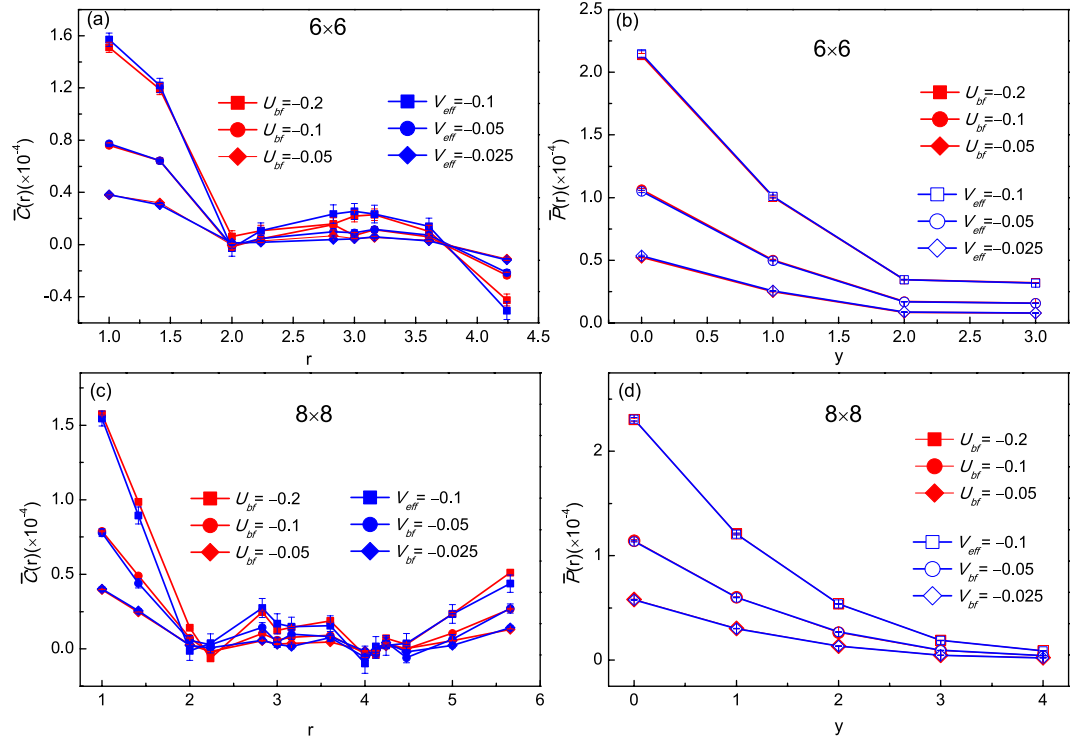 (a)
6×6
C̅(r)(×10⁻⁴)
1.6
1.2
0.8
0.4
0.0
-0.4
U_bf=-0.2
U_bf=-0.1
U_bf=-0.05
V_eff=-0.1
V_eff=-0.05
V_eff=-0.025
1.0 1.5 2.0 2.5 3.0 3.5 4.0 4.5
r
(b)
6×6
P̅(r)(×10⁻⁴)
2.5
2.0
1.5
1.0
0.5
0.0
U_bf=-0.2
U_bf=-0.1
U_bf=-0.05
V_eff=-0.1
V_eff=-0.05
V_eff=-0.025
0.0 0.5 1.0 1.5 2.0 2.5 3.0
y
(c)
8×8
C̅(r)(×10⁻⁴)
1.5
1.0
0.5
0.0
U_bf= -0.2
U_bf= -0.1
U_bf= -0.05
V_eff= -0.1
V_bf= -0.05
V_bf= -0.025
1 2 3 4 5 6
r
(d)
8×8
P̅(r)(×10⁻⁴)
2
1
0
U_bf= -0.2
U_bf= -0.1
U_bf= -0.05
V_eff= -0.1
V_bf= -0.05
V_bf= -0.025
0 1 2 3 4
y